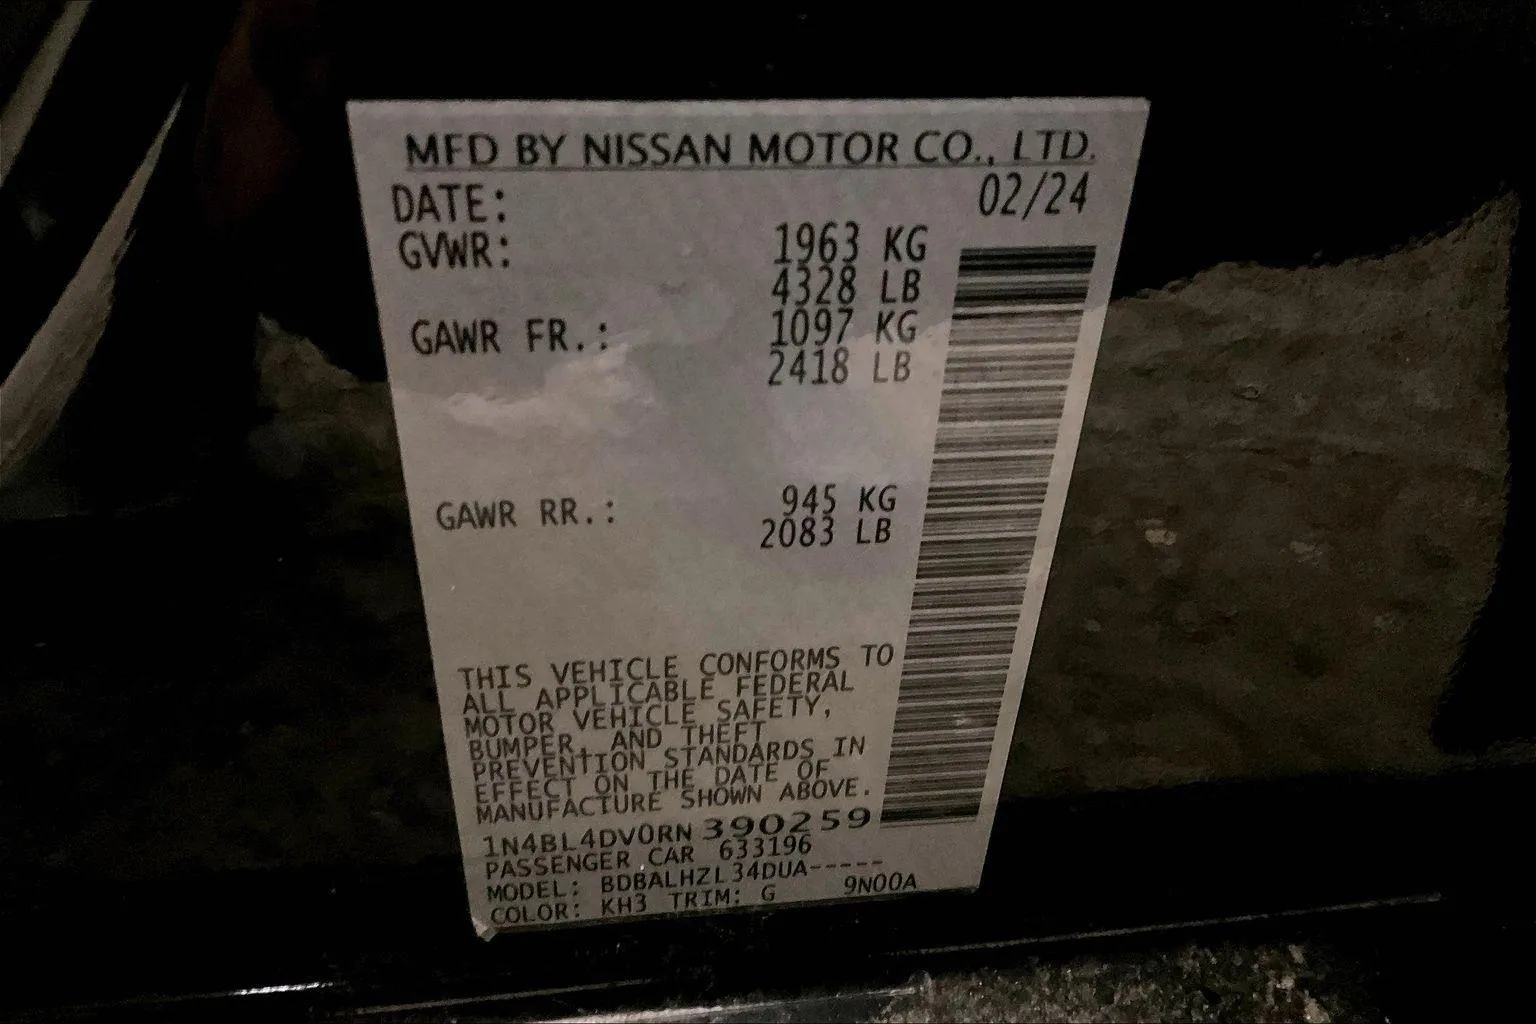 MFD BY NISSAN MOTOR CO., LTD.
DATE: 02/24
GVWR: 1963 KG
4328 LB
GAWR FR.: 1097 KG
2418 LB
GAWR RR.: 945 KG
2083 LB
THIS VEHICLE CONFORMS TO
ALL APPLICABLE FEDERAL
MOTOR VEHICLE SAFETY,
BUMPER, AND THEFT
PREVENTION STANDARDS IN
EFFECT ON THE DATE OF
MANUFACTURE SHOWN ABOVE.
1N4BL4DV0RN390259
PASSENGER CAR 633196
MODEL: BDBALHZL34DUA-----
COLOR: KH3 TRIM: G 9N00A